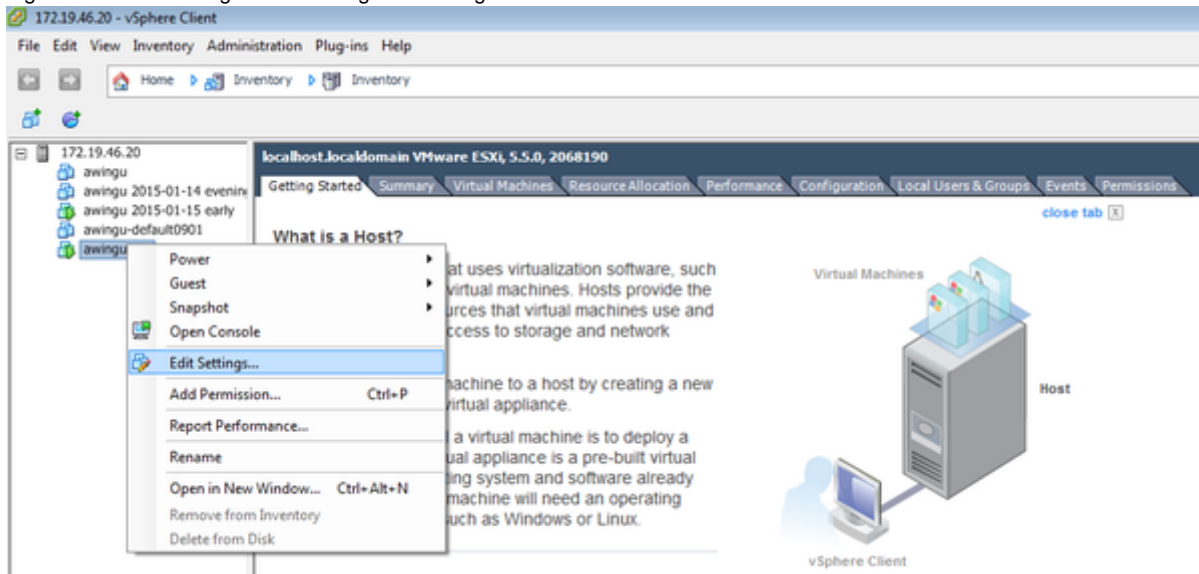 172.19.46.20 - vSphere Client
File Edit View Inventory Administration Plug-ins Help
Home Inventory Inventory
172.19.46.20
awingu
awingu 2015-01-14 evening
awingu 2015-01-15 early
awingu-default0901
awingu
localhost.localdomain VMware ESXi, 5.5.0, 2068190
Getting Started Summary Virtual Machines Resource Allocation Performance Configuration Local Users & Groups Events Permissions
close tab X
What is a Host?
at uses virtualization software, such
virtual machines. Hosts provide the
urces that virtual machines use and
ccess to storage and network
machine to a host by creating a new
virtual appliance.
a virtual machine is to deploy a
ual appliance is a pre-built virtual
ing system and software already
machine will need an operating
such as Windows or Linux.
Power
Guest
Snapshot
Open Console
Edit Settings...
Add Permission... Ctrl+P
Report Performance...
Rename
Open in New Window... Ctrl+Alt+N
Remove from Inventory
Delete from Disk
Virtual Machines
Host
vSphere Client